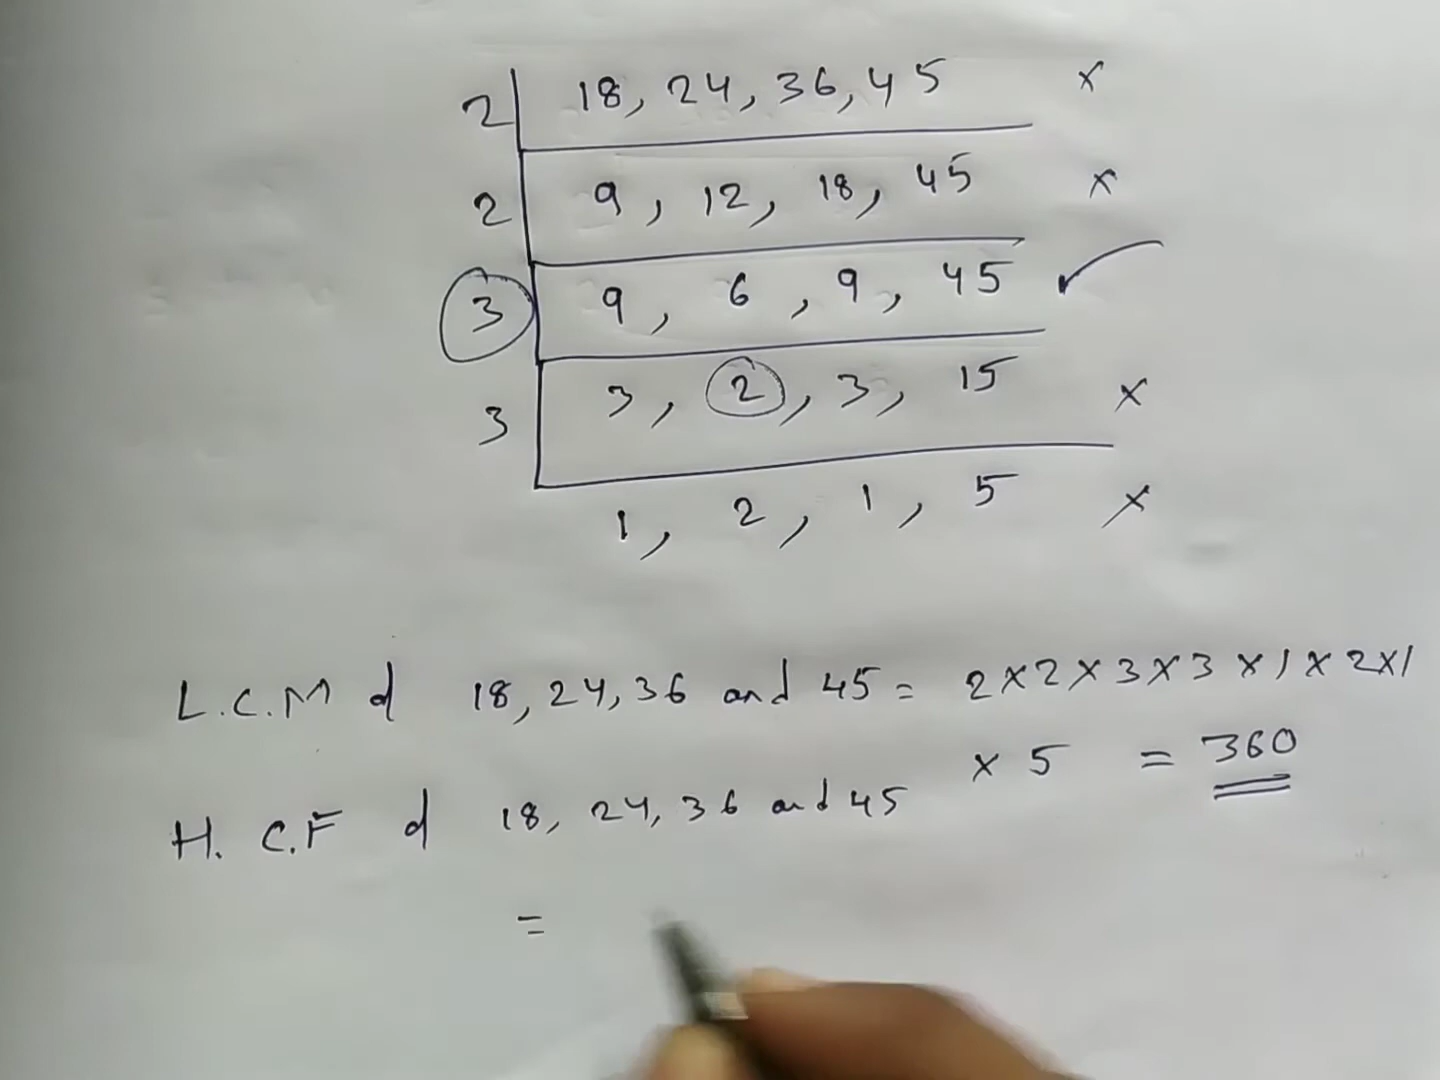 2 18, 24, 36, 45 ×
2 9, 12, 18, 45 ×
3 9, 6, 9, 45 ✓
3 3, 2, 3, 15 ×
1, 2, 1, 5 ×
L.C.M of 18, 24, 36 and 45 = 2×2×3×3×1×2×1
× 5 = 360
H.C.F of 18, 24, 36 and 45
=